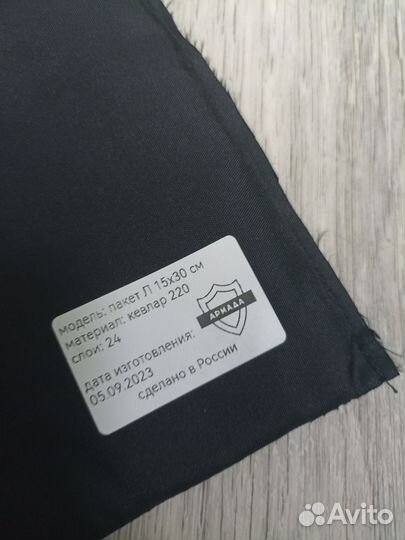 модель: пакет Л 15х30 см
материал: кевлар 220
слои: 24
АРМАДА
дата изготовления:
05.09.2023
сделано в России
Avito